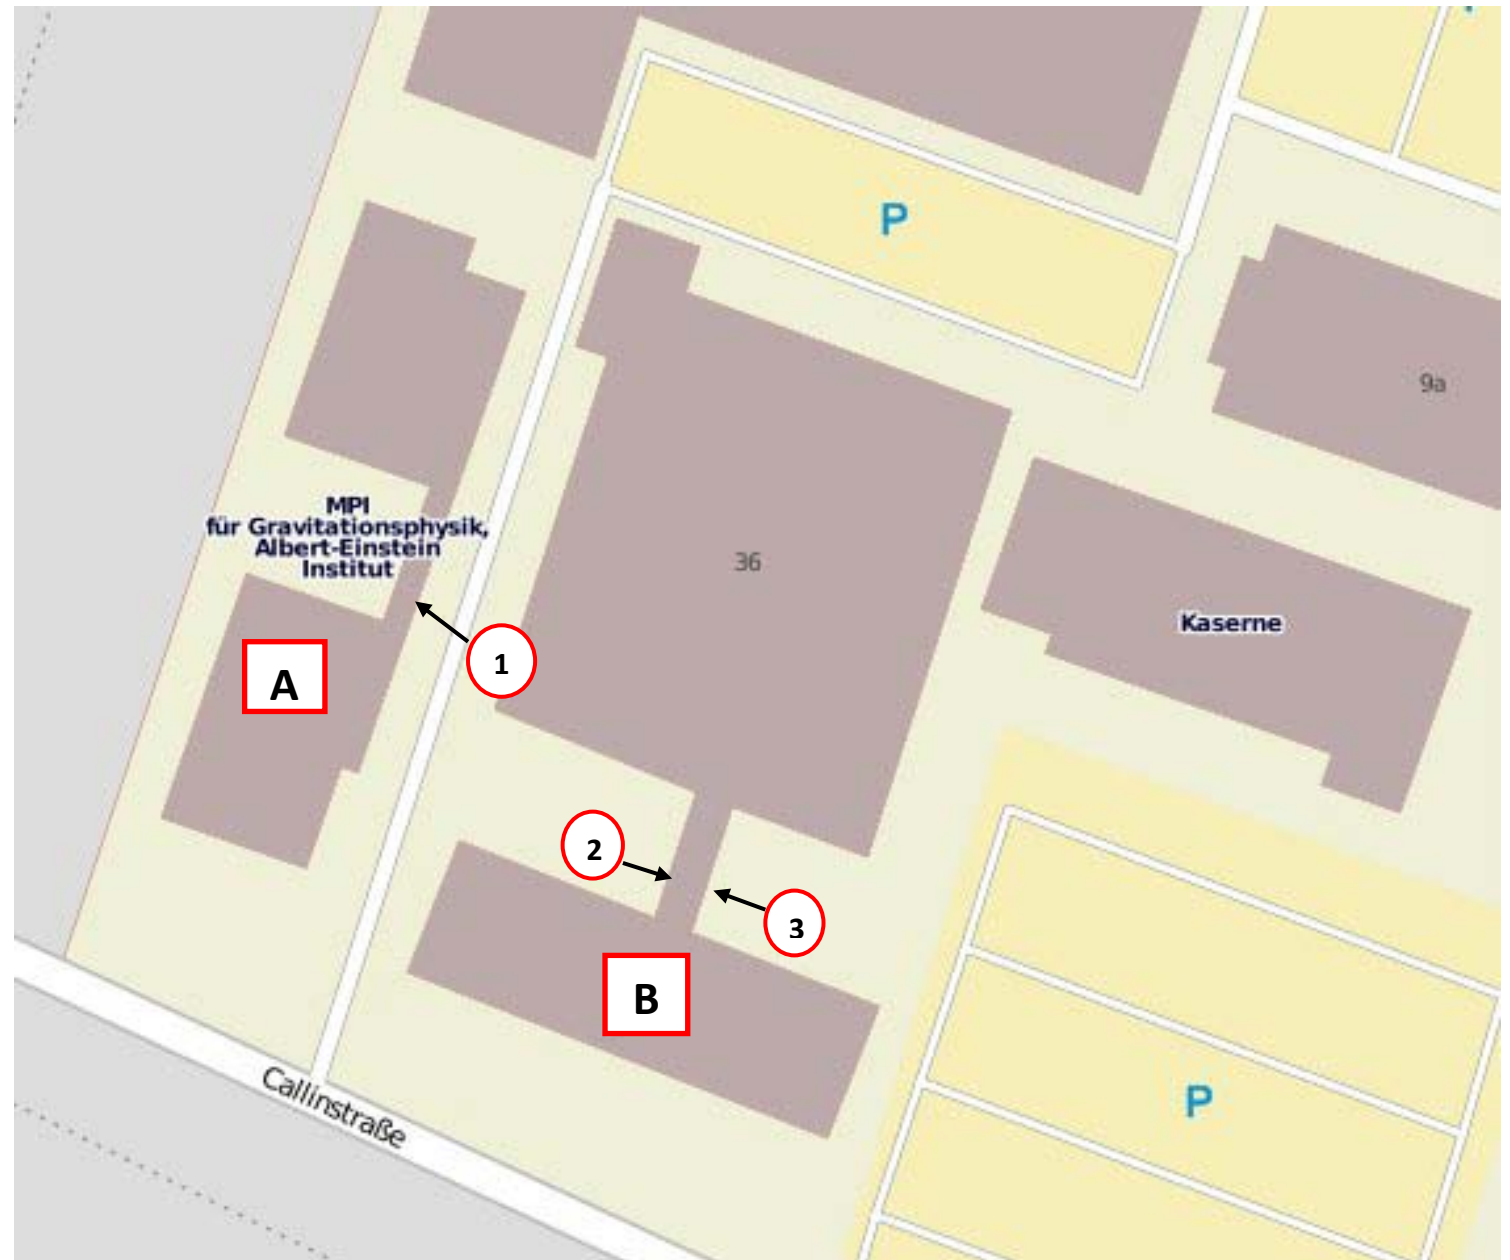 P
9a
MPI
für Gravitationsphysik,
Albert-Einstein
Institut
36
Kaserne
1
A
2
3
B
Callinstraße
P